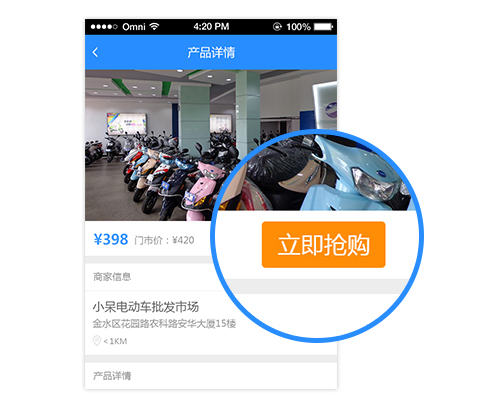 Omni 4:20 PM 100%
产品详情
¥398 门市价：¥420
立即抢购
商家信息
小呆电动车批发市场
金水区花园路农科路安华大厦15楼
<1KM
产品详情